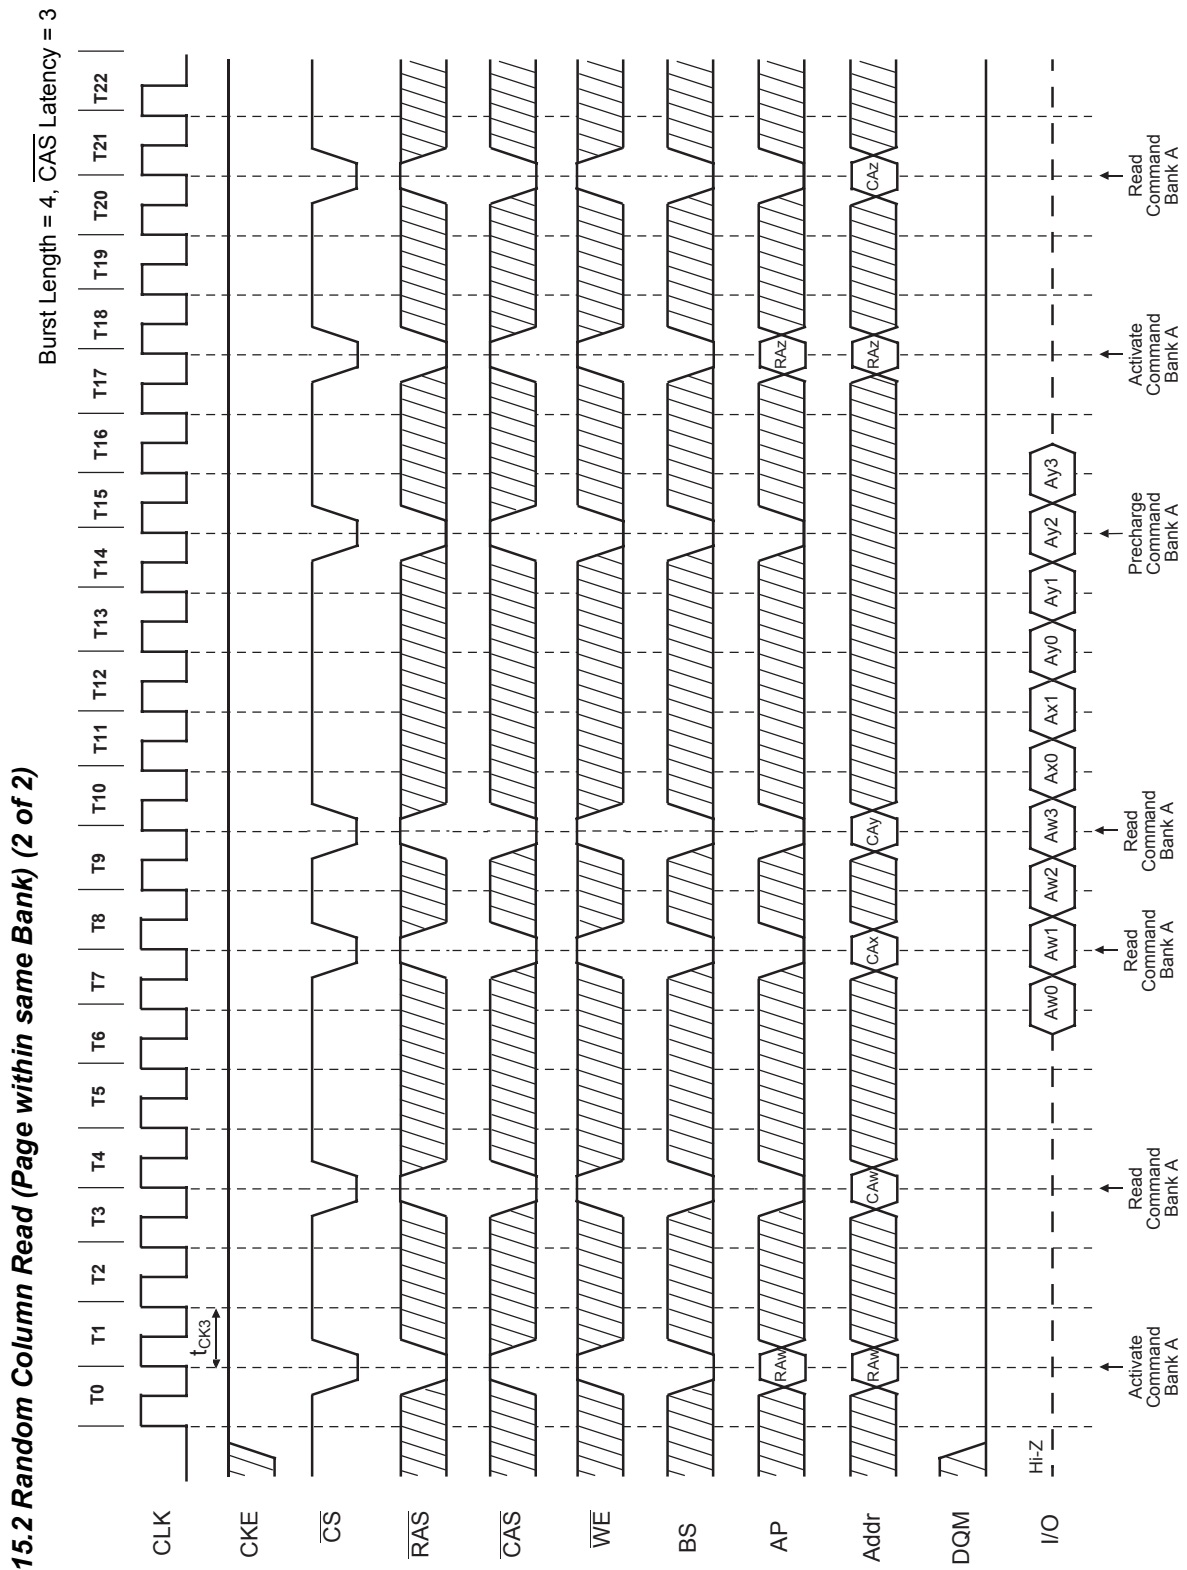 15.2 Random Column Read (Page within same Bank) (2 of 2)
Burst Length = 4, CAS Latency = 3
T0 T1 T2 T3 T4 T5 T6 T7 T8 T9 T10 T11 T12 T13 T14 T15 T16 T17 T18 T19 T20 T21 T22
CLK
tCK3
CKE
CS
RAS
CAS
WE
BS
AP
RAw RAz
Addr
RAw CAw CAx CAy RAz CAz
DQM
I/O
Hi-Z
Aw0 Aw1 Aw2 Aw3 Ax0 Ax1 Ay0 Ay1 Ay2 Ay3
Activate
Command
Bank A
Read
Command
Bank A
Read
Command
Bank A
Read
Command
Bank A
Precharge
Command
Bank A
Activate
Command
Bank A
Read
Command
Bank A